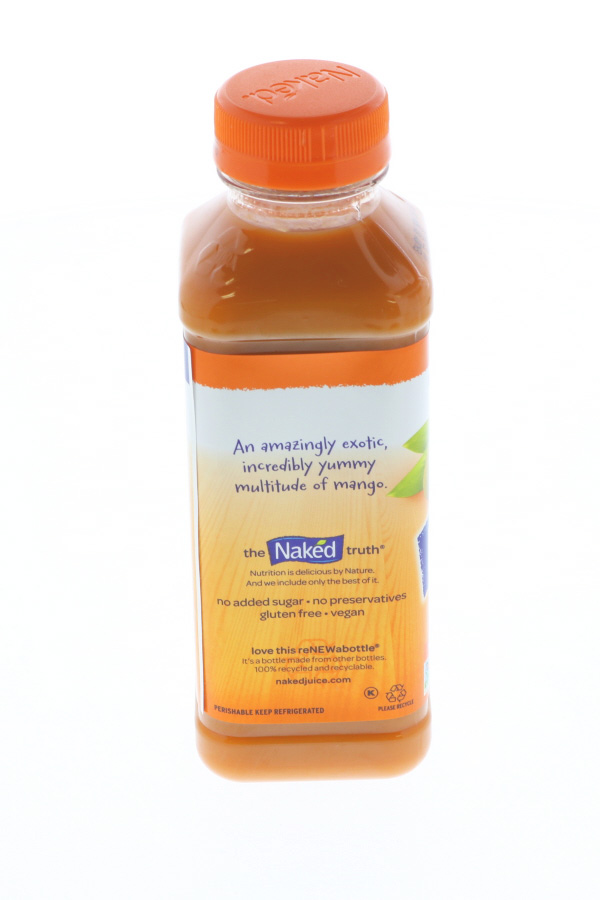 Naked.
An amazingly exotic,
incredibly yummy
multitude of mango.
the Naked truth®
Nutrition is delicious by Nature.
And we include only the best of it.
no added sugar • no preservatives
gluten free • vegan
love this reNEWabottle®
It's a bottle made from other bottles.
100% recycled and recyclable.
nakedjuice.com
K
PLEASE RECYCLE
PERISHABLE KEEP REFRIGERATED